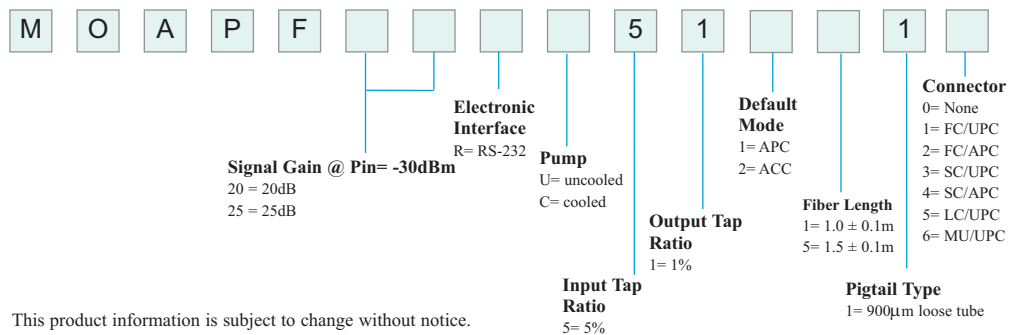 M O A P F 5 1 1
Signal Gain @ Pin= -30dBm
20 = 20dB
25 = 25dB
Electronic
Interface
R= RS-232
Pump
U= uncooled
C= cooled
Input Tap
Ratio
5= 5%
Output Tap
Ratio
1= 1%
Default
Mode
1= APC
2= ACC
Fiber Length
1= 1.0 ± 0.1m
5= 1.5 ± 0.1m
Pigtail Type
1= 900μm loose tube
Connector
0= None
1= FC/UPC
2= FC/APC
3= SC/UPC
4= SC/APC
5= LC/UPC
6= MU/UPC
This product information is subject to change without notice.